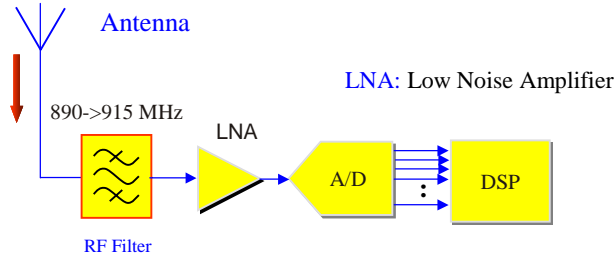 Antenna
LNA: Low Noise Amplifier
890->915 MHz
LNA
A/D
DSP
RF Filter